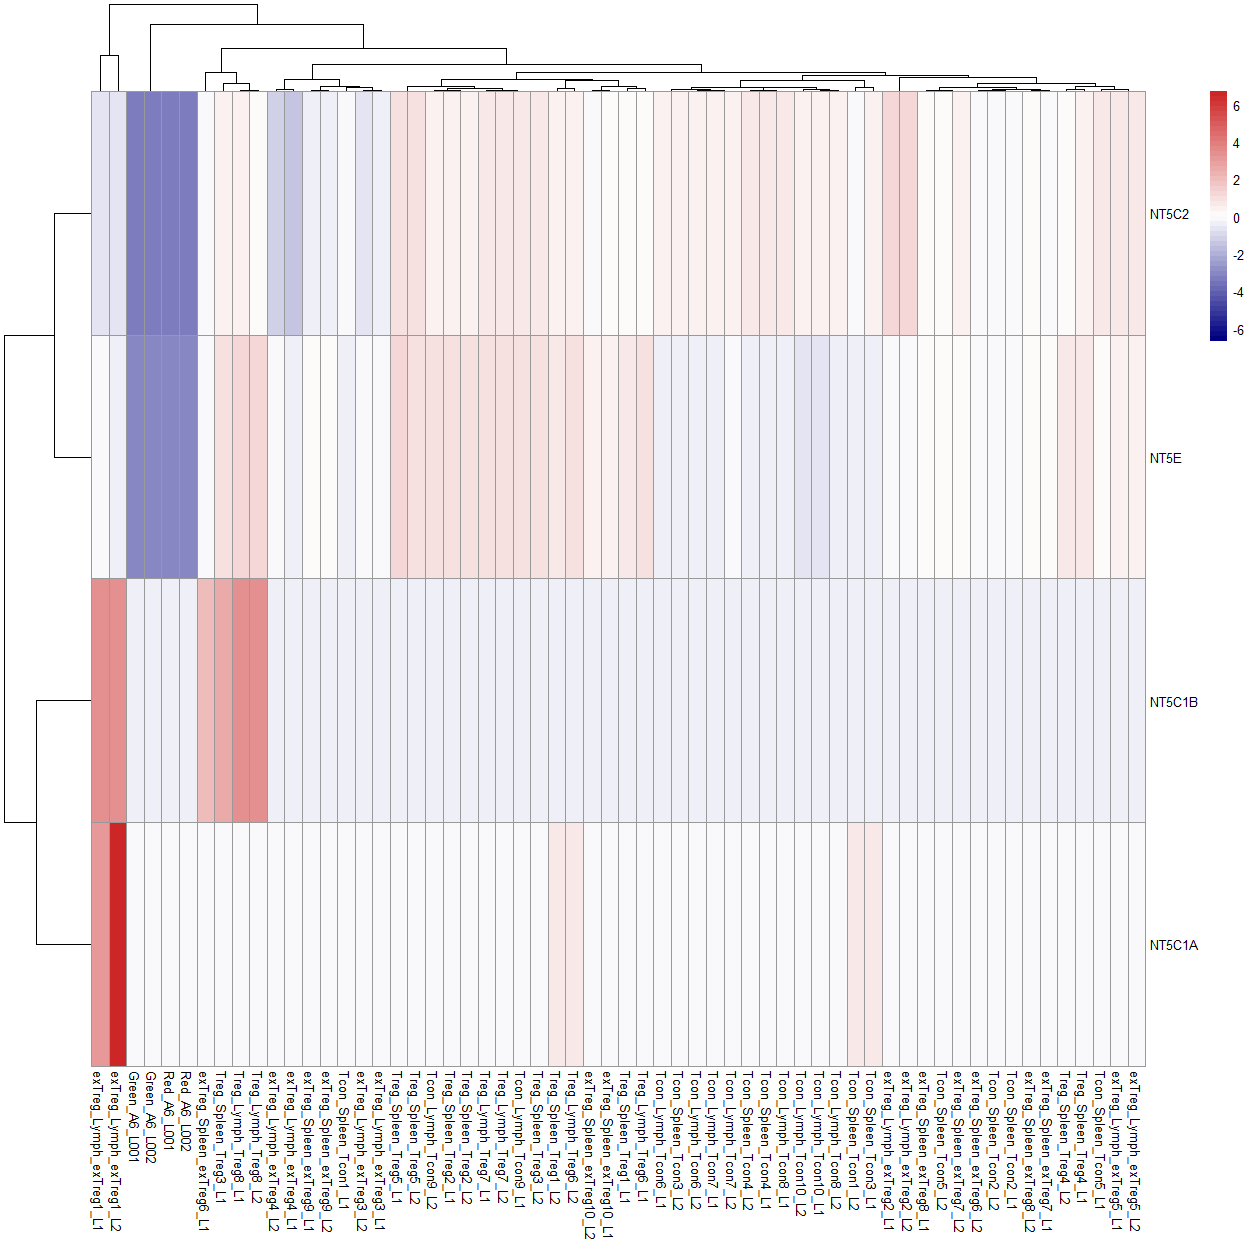 6
4
2
0
-2
-4
-6
NT5C2
NT5E
NT5C1B
NT5C1A
exTreg_Lymph_exTreg1_L1
exTreg_Lymph_exTreg1_L2
Green_A6_L001
Green_A6_L002
Red_A6_L001
Red_A6_L002
exTreg_Spleen_exTreg6_L1
Treg_Spleen_Treg3_L1
Treg_Lymph_Treg8_L1
Treg_Lymph_Treg8_L2
exTreg_Lymph_exTreg4_L2
exTreg_Lymph_exTreg4_L1
exTreg_Spleen_exTreg9_L1
exTreg_Spleen_exTreg9_L2
Tcon_Spleen_Tcon1_L1
exTreg_Lymph_exTreg3_L2
exTreg_Lymph_exTreg3_L1
Treg_Spleen_Treg5_L1
Treg_Spleen_Treg5_L2
Tcon_Lymph_Tcon9_L2
Treg_Spleen_Treg2_L1
Treg_Spleen_Treg2_L2
Treg_Lymph_Treg7_L1
Treg_Lymph_Treg7_L2
Tcon_Lymph_Tcon9_L1
Treg_Spleen_Treg3_L2
Treg_Spleen_Treg1_L2
Treg_Lymph_Treg6_L2
exTreg_Spleen_exTreg10_L2
exTreg_Spleen_exTreg10_L1
Treg_Spleen_Treg1_L1
Treg_Lymph_Treg6_L1
Tcon_Lymph_Tcon6_L1
Tcon_Spleen_Tcon3_L2
Tcon_Lymph_Tcon6_L2
Tcon_Lymph_Tcon7_L1
Tcon_Lymph_Tcon7_L2
Tcon_Spleen_Tcon4_L2
Tcon_Spleen_Tcon4_L1
Tcon_Lymph_Tcon8_L1
Tcon_Lymph_Tcon10_L2
Tcon_Lymph_Tcon10_L1
Tcon_Lymph_Tcon8_L2
Tcon_Spleen_Tcon1_L2
Tcon_Spleen_Tcon3_L1
exTreg_Lymph_exTreg2_L1
exTreg_Lymph_exTreg2_L2
exTreg_Spleen_exTreg8_L1
Tcon_Spleen_Tcon5_L2
exTreg_Spleen_exTreg7_L2
exTreg_Spleen_exTreg6_L2
Tcon_Spleen_Tcon2_L2
Tcon_Spleen_Tcon2_L1
exTreg_Spleen_exTreg8_L2
exTreg_Spleen_exTreg7_L1
Treg_Spleen_Treg4_L2
Treg_Spleen_Treg4_L1
Tcon_Spleen_Tcon5_L1
exTreg_Lymph_exTreg5_L1
exTreg_Lymph_exTreg5_L2